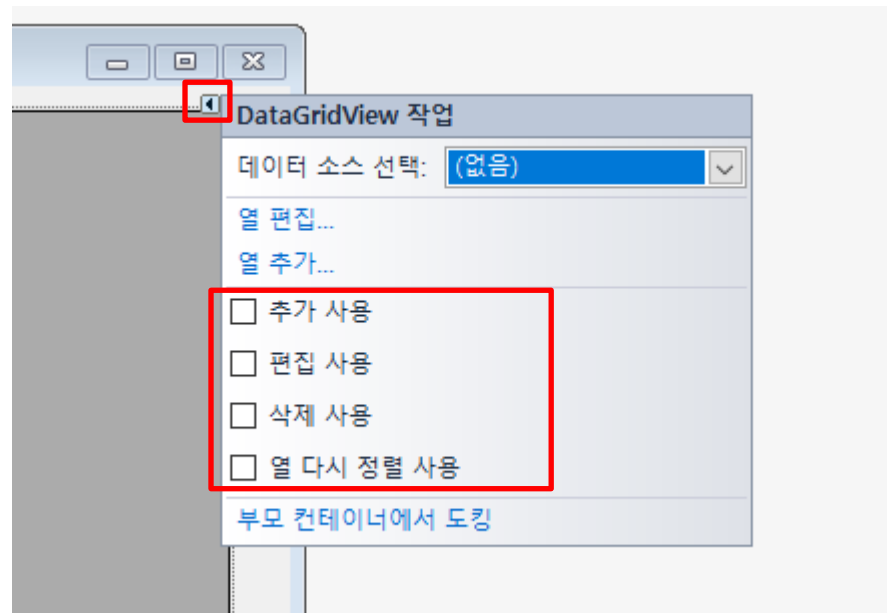 DataGridView 작업
데이터 소스 선택: (없음)
열 편집...
열 추가...
추가 사용
편집 사용
삭제 사용
열 다시 정렬 사용
부모 컨테이너에서 도킹